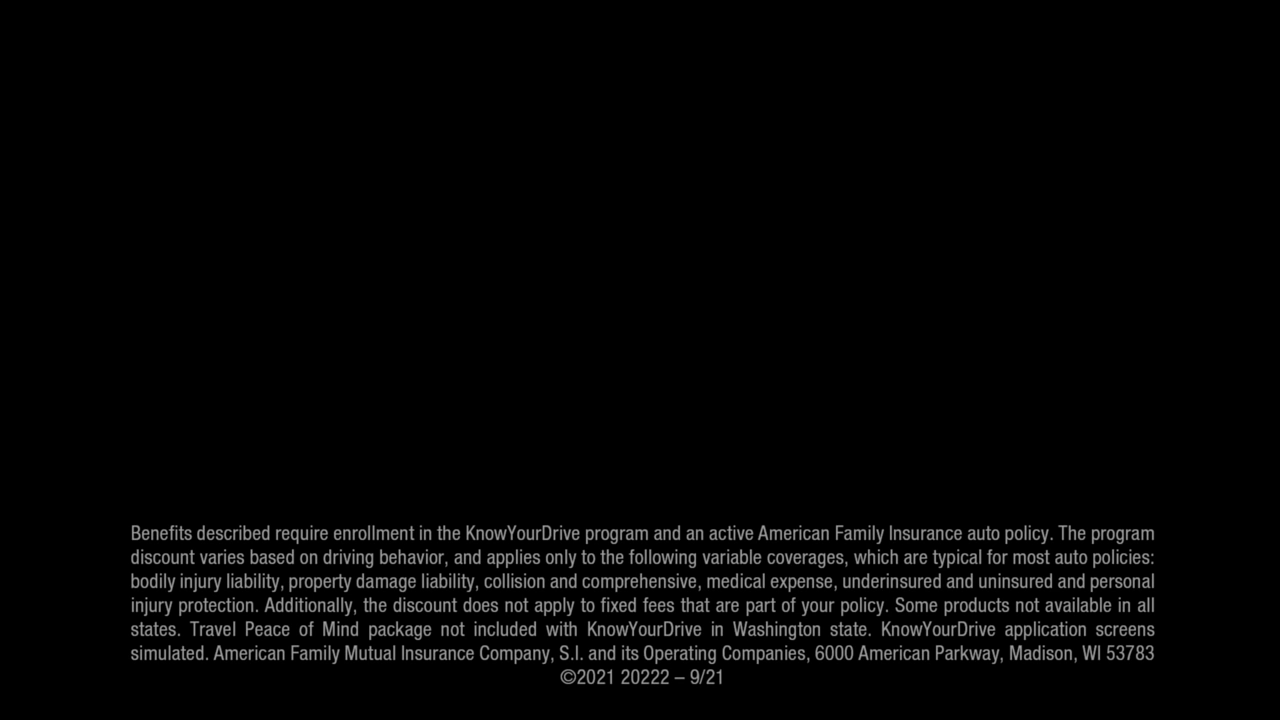 Benefits described require enrollment in the KnowYourDrive program and an active American Family Insurance auto policy. The program
discount varies based on driving behavior, and applies only to the following variable coverages, which are typical for most auto policies:
bodily injury liability, property damage liability, collision and comprehensive, medical expense, underinsured and uninsured and personal
injury protection. Additionally, the discount does not apply to fixed fees that are part of your policy. Some products not available in all
states. Travel Peace of Mind package not included with KnowYourDrive in Washington state. KnowYourDrive application screens
simulated. American Family Mutual Insurance Company, S.I. and its Operating Companies, 6000 American Parkway, Madison, WI 53783
©2021 20222 – 9/21